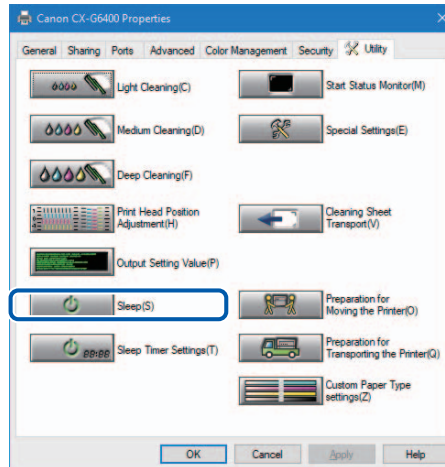 Canon CX-G6400 Properties
General Sharing Ports Advanced Color Management Security Utility
Light Cleaning(C)
Start Status Monitor(M)
Medium Cleaning(D)
Special Settings(E)
Deep Cleaning(F)
Print Head Position
Adjustment(H)
Cleaning Sheet
Transport(V)
Output Setting Value(P)
Sleep(S)
Preparation for
Moving the Printer(O)
Sleep Timer Settings(T)
Preparation for
Transporting the Printer(Q)
Custom Paper Type
settings(Z)
OK Cancel Apply Help